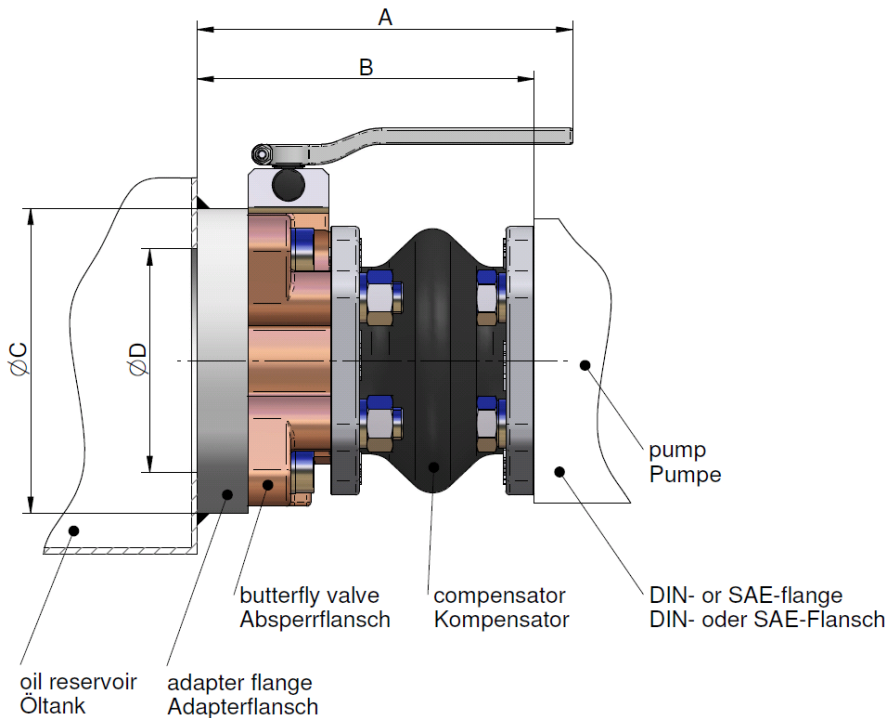 A
B
ØC
ØD
pump
Pumpe
butterfly valve
Absperrflansch
compensator
Kompensator
DIN- or SAE-flange
DIN- oder SAE-Flansch
oil reservoir
Öltank
adapter flange
Adapterflansch